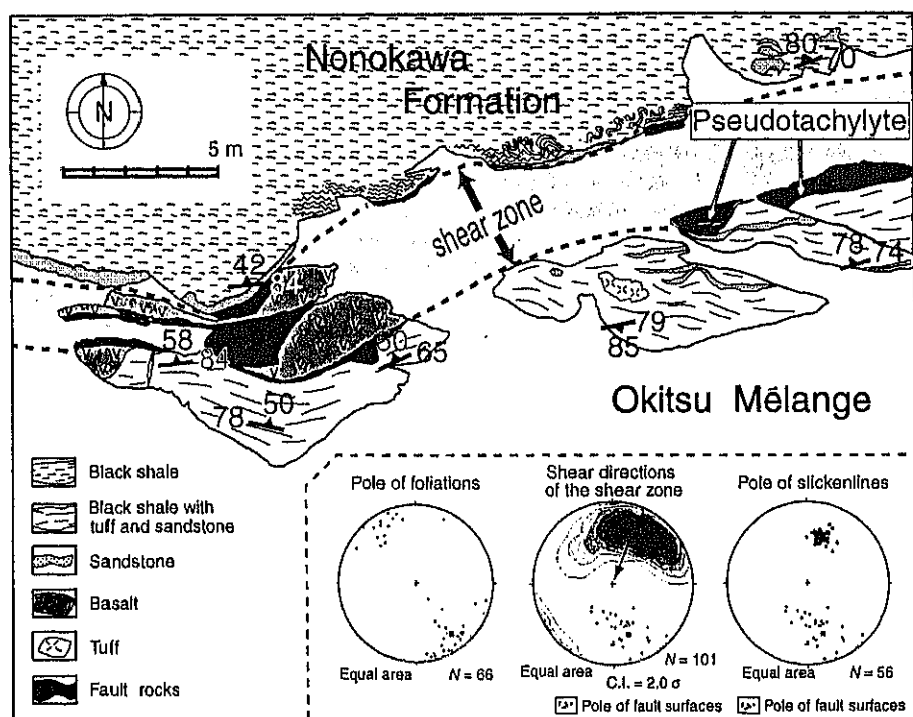 Nonokawa
Formation
80
70
N
5 m
Pseudotachylyte
shear zone
42
84
78
74
58
84
50
65
79
85
78
50
Okitsu Mélange
Black shale
Black shale with
tuff and sandstone
Sandstone
Basalt
Tuff
Fault rocks
Pole of foliations
Equal area
N = 66
Shear directions
of the shear zone
Equal area
N = 101
C.I. = 2.0 σ
Pole of fault surfaces
Pole of slickenlines
Equal area
N = 56
Pole of fault surfaces